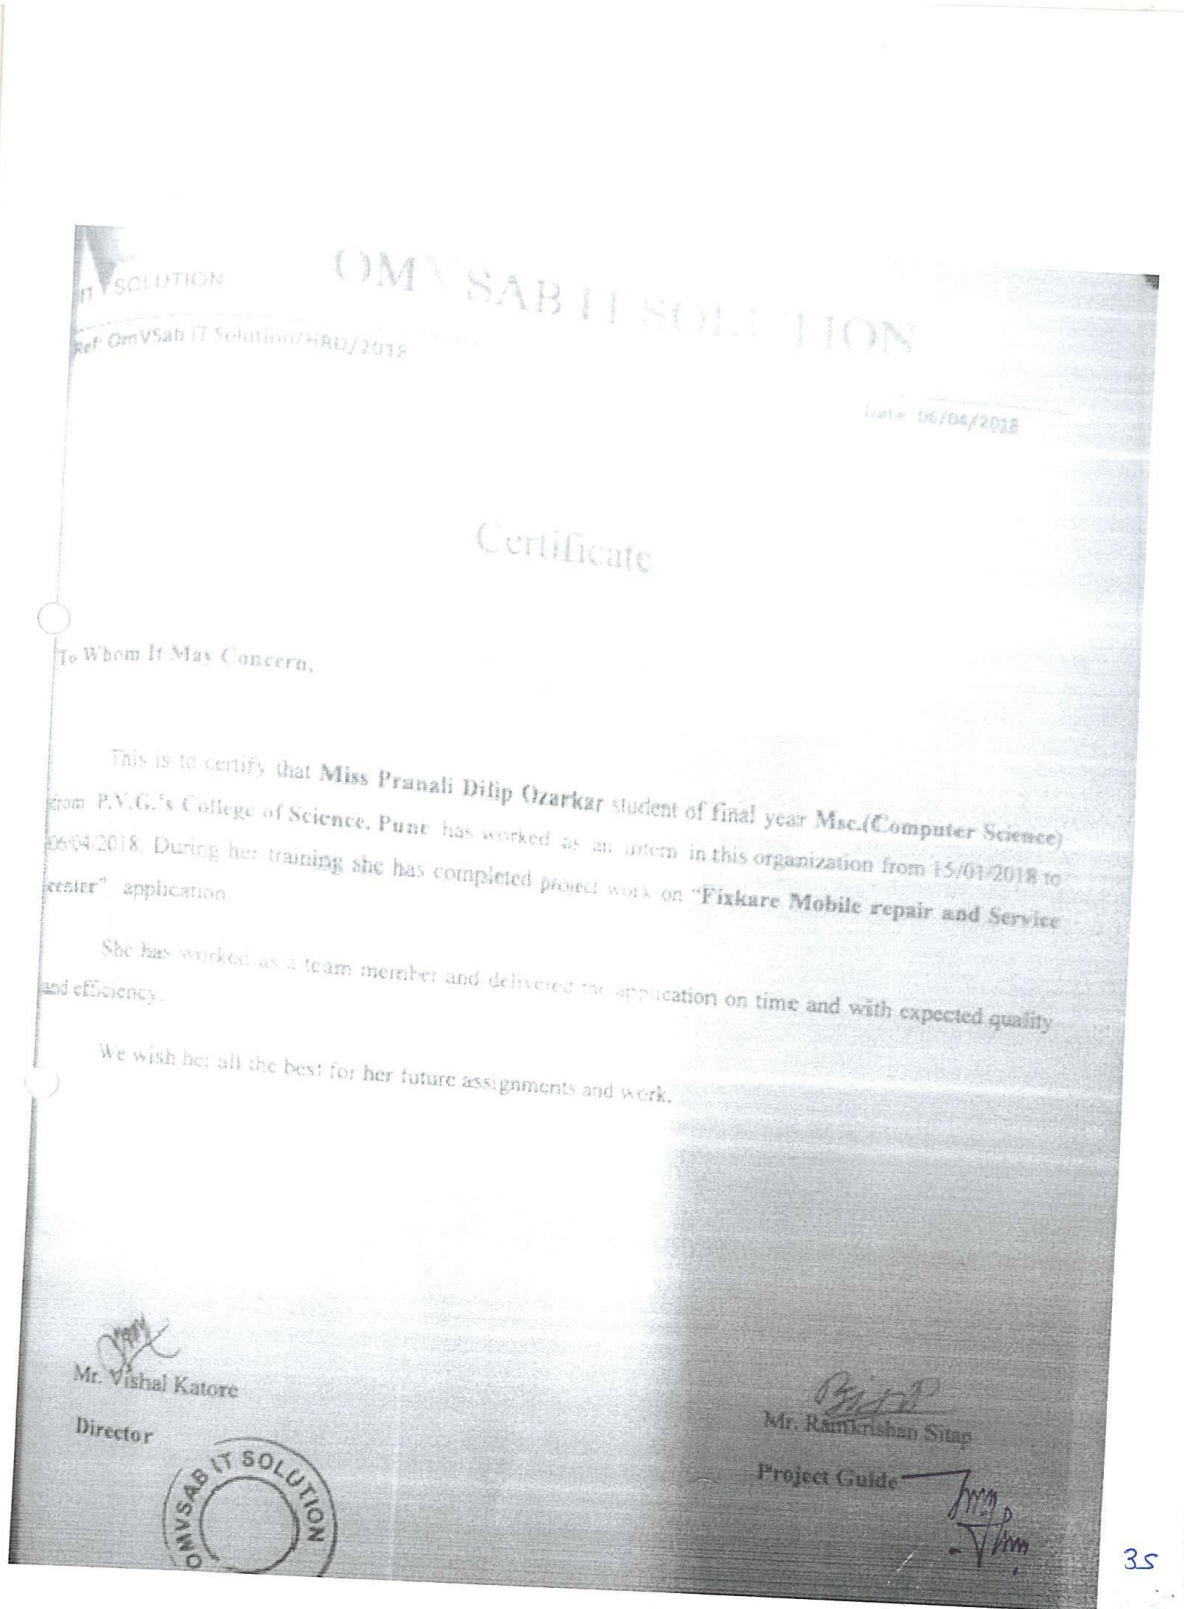 IT SOLUTION
OMVSAB IT SOLUTION
Ref: OmVSab IT Solution/HRD/2018
Date 06/04/2018
Certificate
To Whom It May Concern,
This is to certify that Miss Pranali Dilip Ozarkar student of final year Msc.(Computer Science)
from P.V.G.'s College of Science, Pune has worked as an intern in this organization from 15/01/2018 to
06/04/2018. During her training she has completed project work on "Fixkare Mobile repair and Service
center" application
She has worked as a team member and delivered the application on time and with expected quality
and efficiency.
We wish her all the best for her future assignments and work.
Mr. Vishal Katore
Director
OMVSAB IT SOLUTION
Mr. Ramkrishan Sitap
Project Guide
35